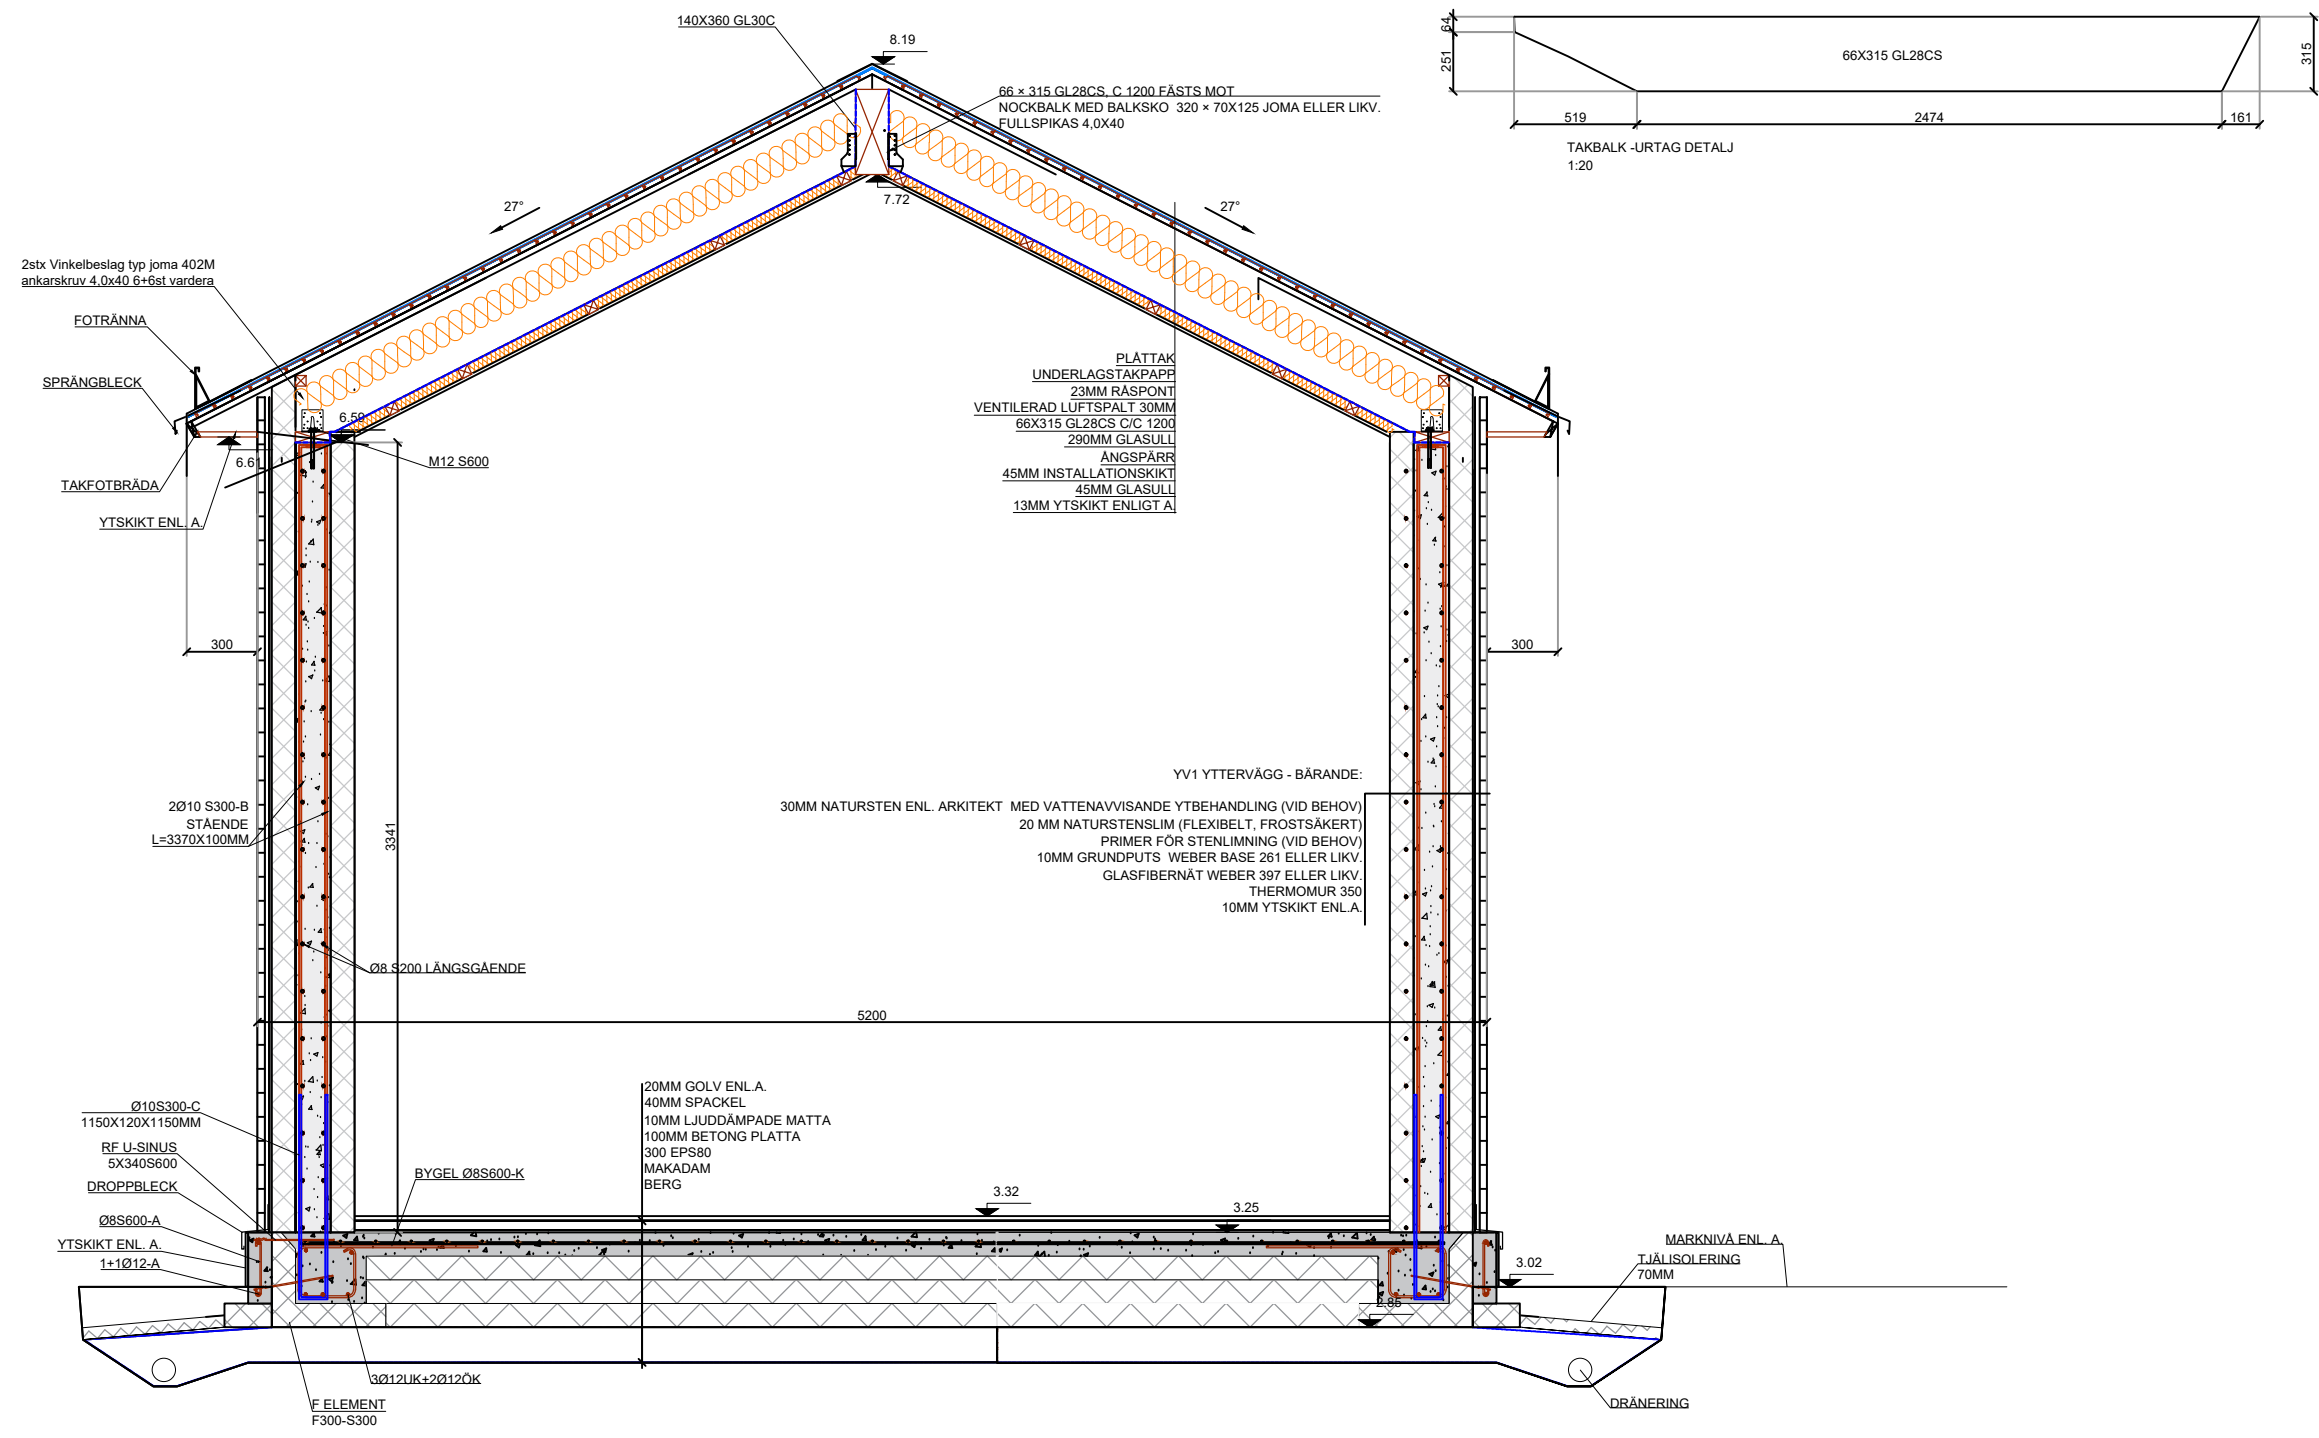 140X360 GL30C
8.19
66 × 315 GL28CS, C 1200 FÄSTS MOT
NOCKBALK MED BALKSKO  320 × 70X125 JOMA ELLER LIKV.
FULLSPIKAS 4,0X40
64
251
66X315 GL28CS
315
519
2474
161
TAKBALK -URTAG DETALJ
1:20
7.72
27°
27°
2stx Vinkelbeslag typ joma 402M
ankarskruv 4,0x40 6+6st vardera
FOTRÄNNA
SPRÄNGBLECK
6.59
6.61
M12 S600
TAKFOTBRÄDA
YTSKIKT ENL. A.
PLÅTTAK
UNDERLAGSTAKPAPP
23MM RÅSPONT
VENTILERAD LUFTSPALT 30MM
66X315 GL28CS C/C 1200
290MM GLASULL
ÅNGSPÄRR
45MM INSTALLATIONSKIKT
45MM GLASULL
13MM YTSKIKT ENLIGT A.
300
300
YV1 YTTERVÄGG - BÄRANDE:
30MM NATURSTEN ENL. ARKITEKT  MED VATTENAVVISANDE YTBEHANDLING (VID BEHOV)
20 MM NATURSTENSLIM (FLEXIBELT, FROSTSÄKERT)
PRIMER FÖR STENLIMNING (VID BEHOV)
10MM GRUNDPUTS  WEBER BASE 261 ELLER LIKV.
GLASFIBERNÄT WEBER 397 ELLER LIKV.
THERMOMUR 350
10MM YTSKIKT ENL.A.
2Ø10 S300-B
STÅENDE
L=3370X100MM
3341
Ø8 S200 LÄNGSGÅENDE
5200
20MM GOLV ENL.A.
40MM SPACKEL
10MM LJUDDÄMPADE MATTA
100MM BETONG PLATTA
300 EPS80
MAKADAM
BERG
Ø10S300-C
1150X120X1150MM
RF U-SINUS
5X340S600
DROPPBLECK
Ø8S600-A
YTSKIKT ENL. A.
1+1Ø12-A
BYGEL Ø8S600-K
3.32
3.25
3.02
2.85
MARKNIVÅ ENL. A.
TJÄLISOLERING
70MM
3Ø12UK+2Ø12ÖK
F ELEMENT
F300-S300
DRÄNERING